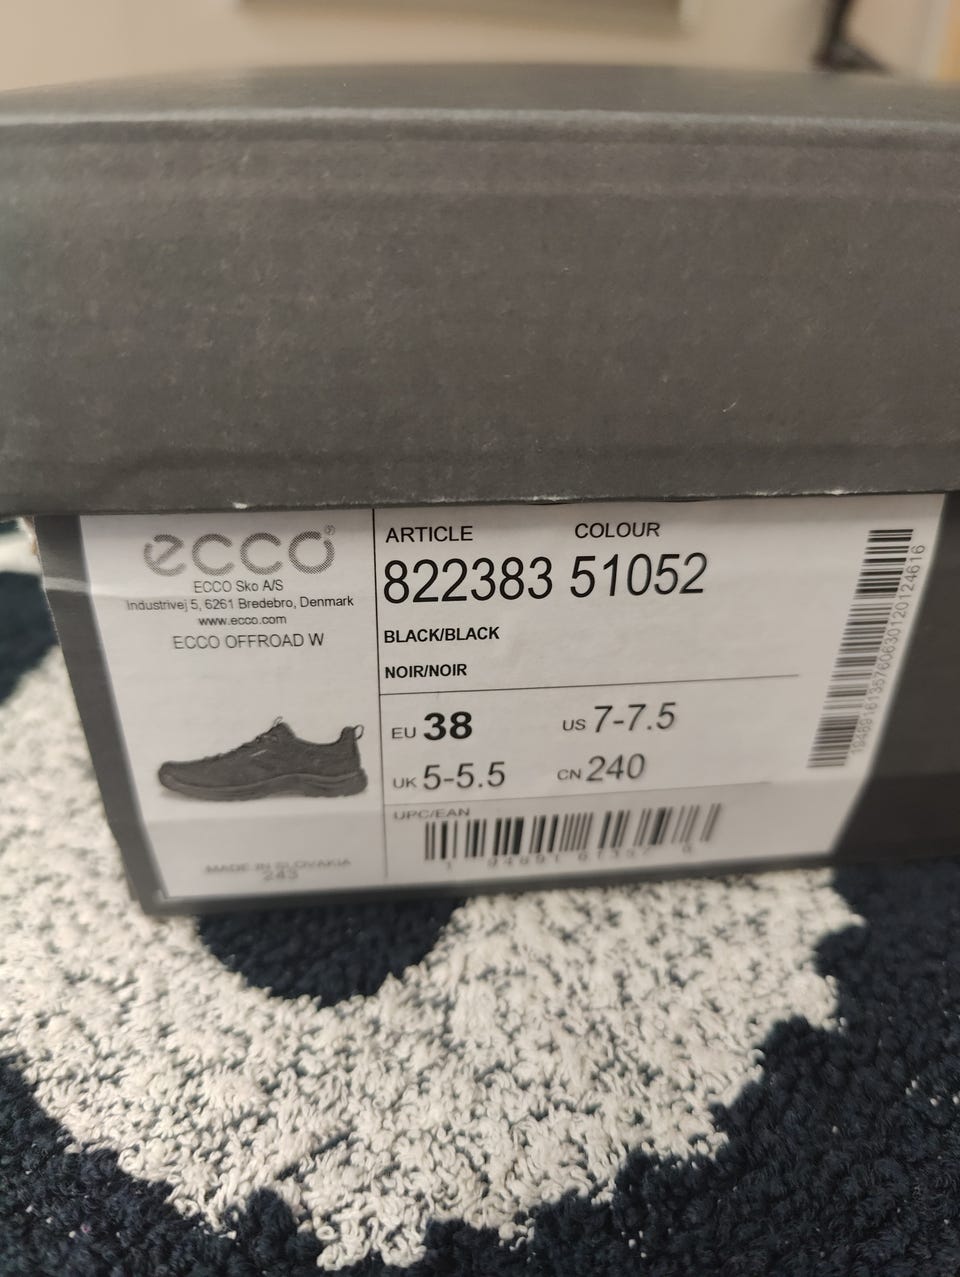 ecco®
ECCO Sko A/S
Industrivej 5, 6261 Bredebro, Denmark
www.ecco.com
ECCO OFFROAD W
MADE IN SLOVAKIA
ARTICLE COLOUR
822383 51052
BLACK/BLACK
NOIR/NOIR
EU 38 US 7-7.5
UK 5-5.5 CN 240
UPC/EAN